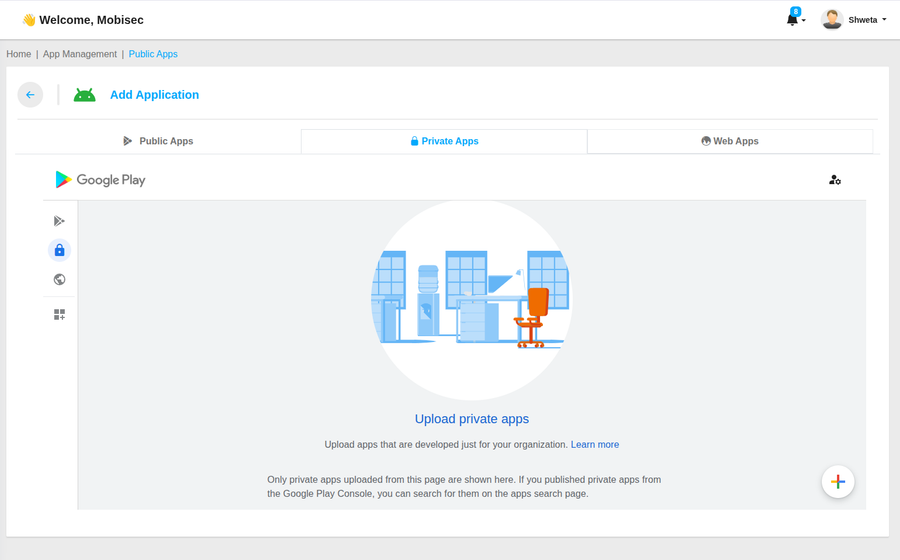 👋 Welcome, Mobisec
8
Shweta
Home | App Management | Public Apps
Add Application
Public Apps
Private Apps
Web Apps
Google Play
Upload private apps
Upload apps that are developed just for your organization. Learn more
Only private apps uploaded from this page are shown here. If you published private apps from
the Google Play Console, you can search for them on the apps search page.